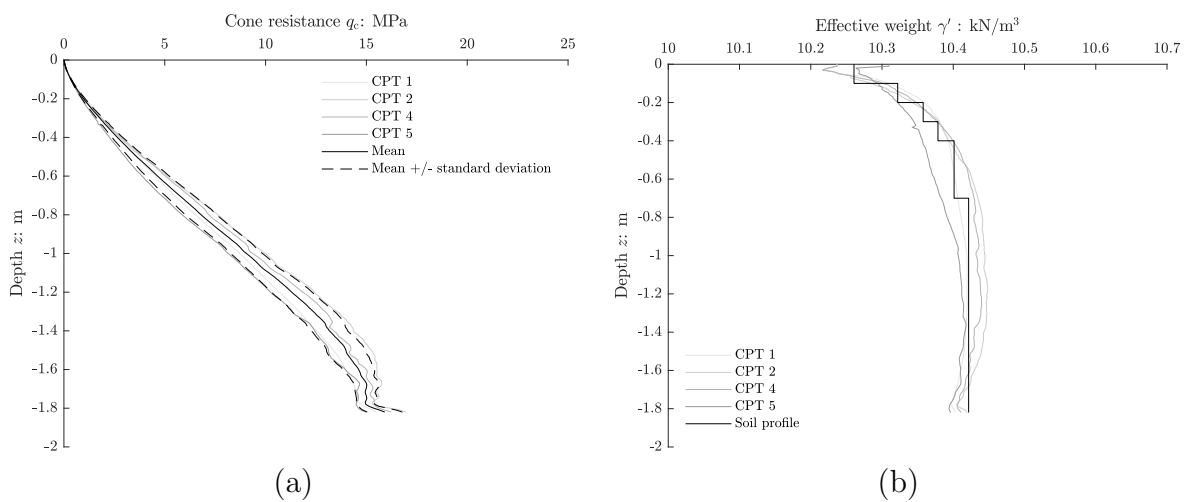 Cone resistance qc: MPa
0 5 10 15 20 25
0
-0.2
-0.4
-0.6
-0.8
-1
-1.2
-1.4
-1.6
-1.8
-2
Depth z: m
CPT 1
CPT 2
CPT 4
CPT 5
Mean
Mean +/- standard deviation
(a)
Effective weight γ′ : kN/m³
10 10.1 10.2 10.3 10.4 10.5 10.6 10.7
0
-0.2
-0.4
-0.6
-0.8
-1
-1.2
-1.4
-1.6
-1.8
-2
Depth z: m
CPT 1
CPT 2
CPT 4
CPT 5
Soil profile
(b)